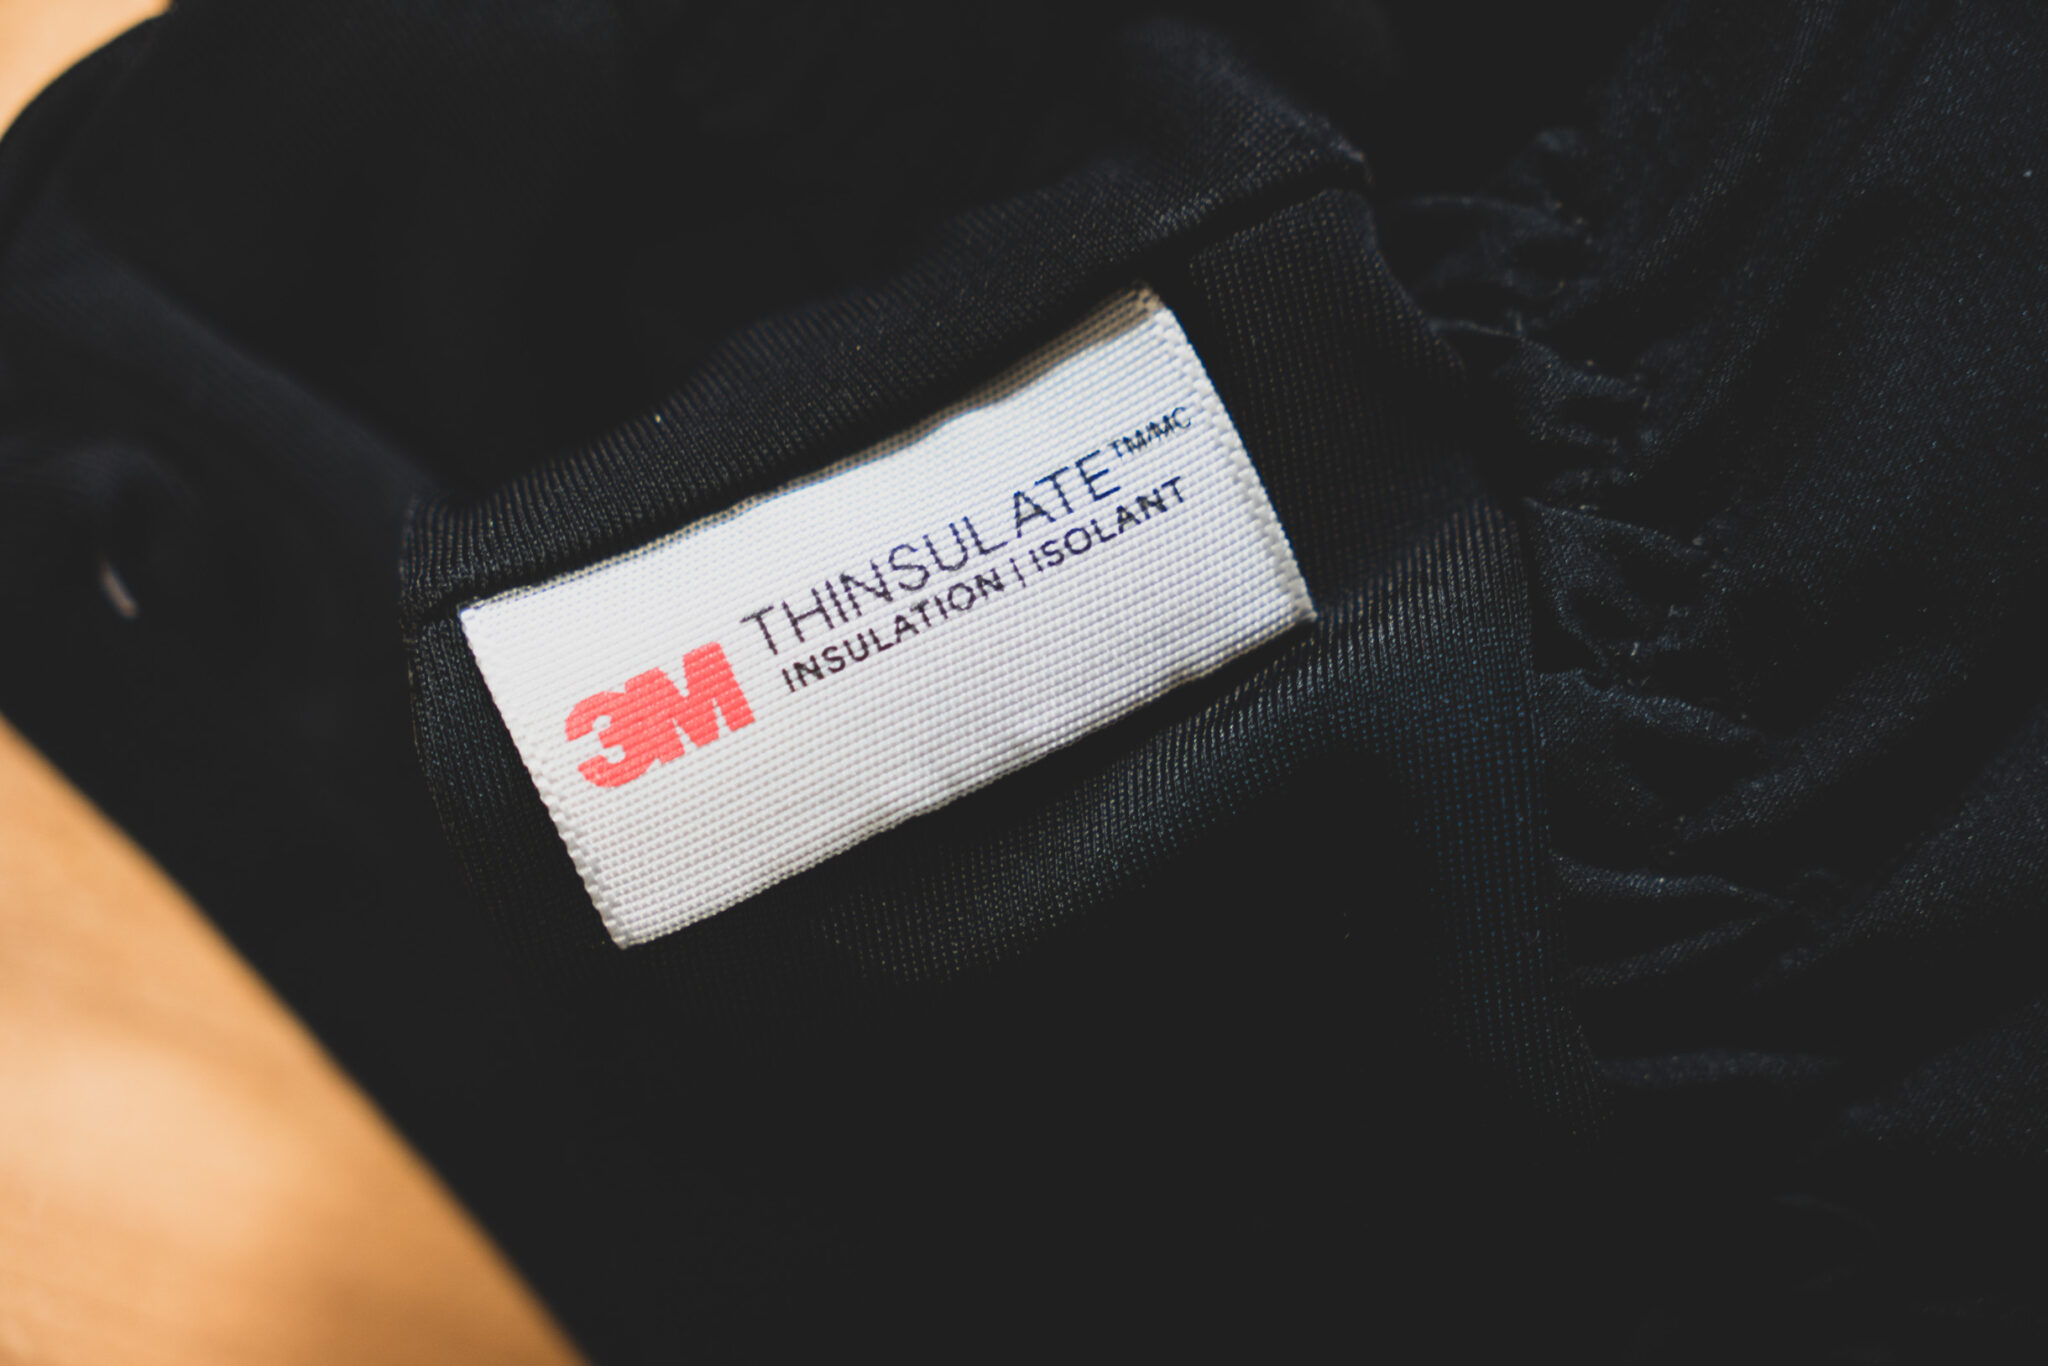 3M THINSULATE™/MC
INSULATION | ISOLANT